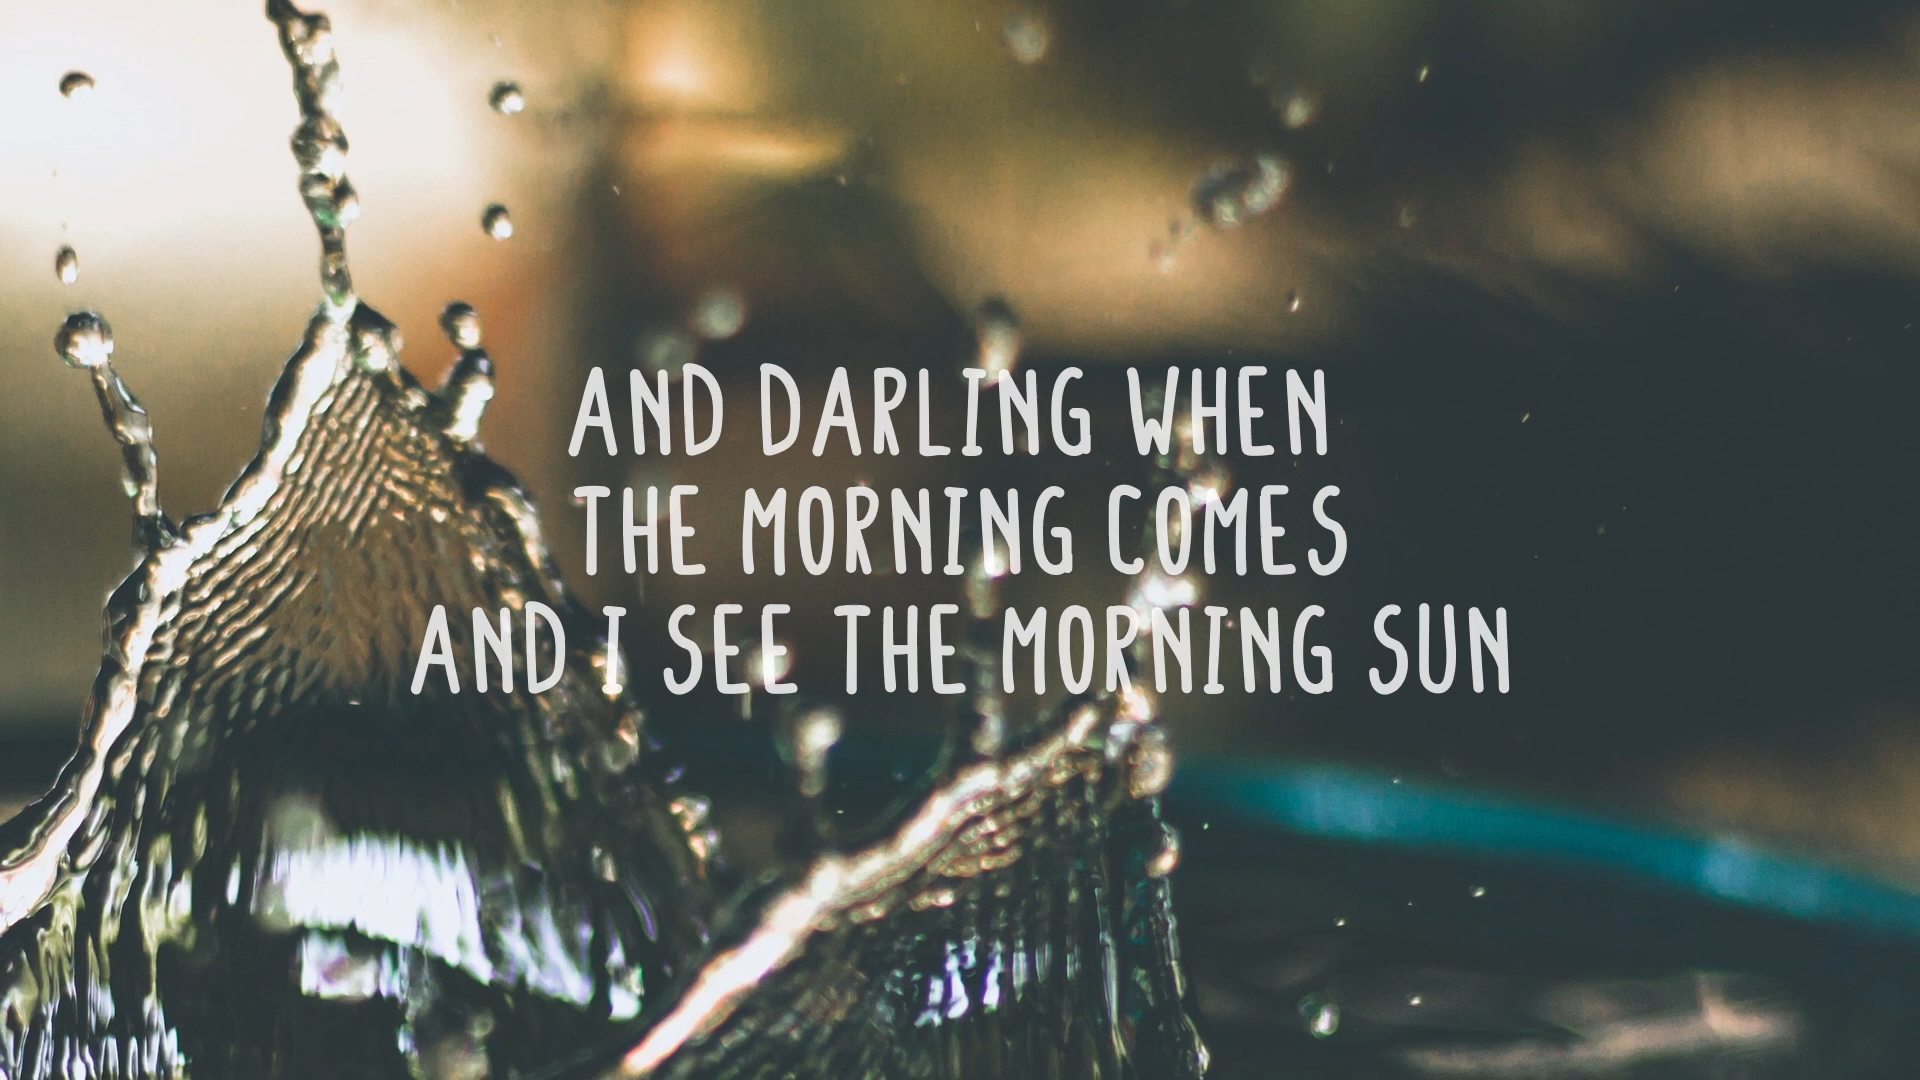 AND DARLING WHEN
THE MORNING COMES
AND I SEE THE MORNING SUN